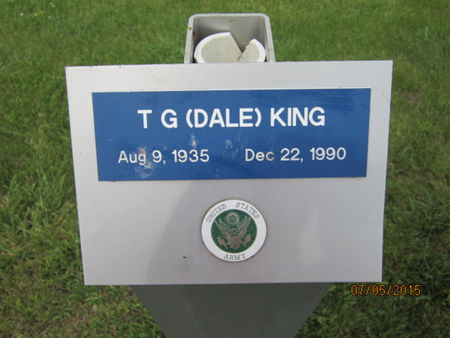 T G (DALE) KING
Aug 9, 1935 Dec 22, 1990
UNITED STATES
ARMY
07/05/2015